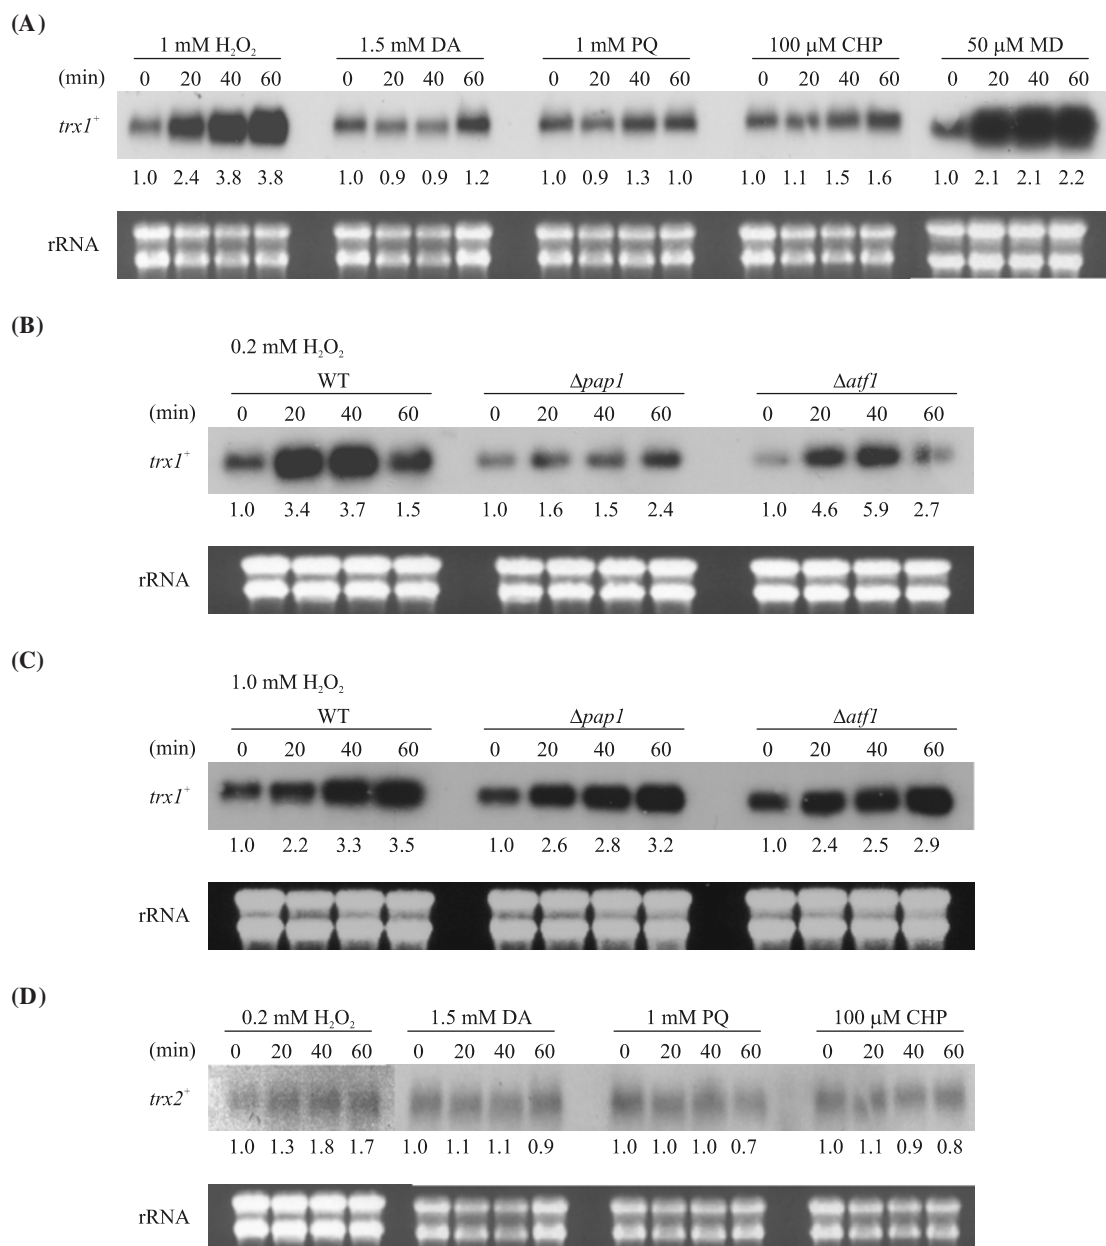 (A)
1 mM H₂O₂ 1.5 mM DA 1 mM PQ 100 μM CHP 50 μM MD
(min) 0 20 40 60 0 20 40 60 0 20 40 60 0 20 40 60 0 20 40 60
trx1⁺
1.0 2.4 3.8 3.8 1.0 0.9 0.9 1.2 1.0 0.9 1.3 1.0 1.0 1.1 1.5 1.6 1.0 2.1 2.1 2.2
rRNA
(B)
0.2 mM H₂O₂
WT Δpap1 Δatf1
(min) 0 20 40 60 0 20 40 60 0 20 40 60
trx1⁺
1.0 3.4 3.7 1.5 1.0 1.6 1.5 2.4 1.0 4.6 5.9 2.7
rRNA
(C)
1.0 mM H₂O₂
WT Δpap1 Δatf1
(min) 0 20 40 60 0 20 40 60 0 20 40 60
trx1⁺
1.0 2.2 3.3 3.5 1.0 2.6 2.8 3.2 1.0 2.4 2.5 2.9
rRNA
(D)
0.2 mM H₂O₂ 1.5 mM DA 1 mM PQ 100 μM CHP
(min) 0 20 40 60 0 20 40 60 0 20 40 60 0 20 40 60
trx2⁺
1.0 1.3 1.8 1.7 1.0 1.1 1.1 0.9 1.0 1.0 1.0 0.7 1.0 1.1 0.9 0.8
rRNA